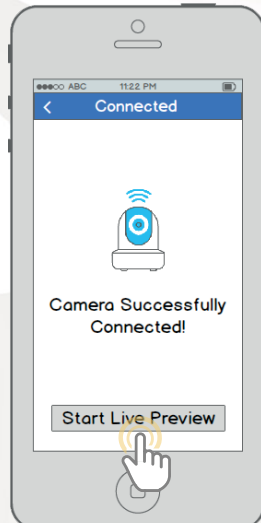 ABC 11:22 PM
Connected
Camera Successfully
Connected!
Start Live Preview